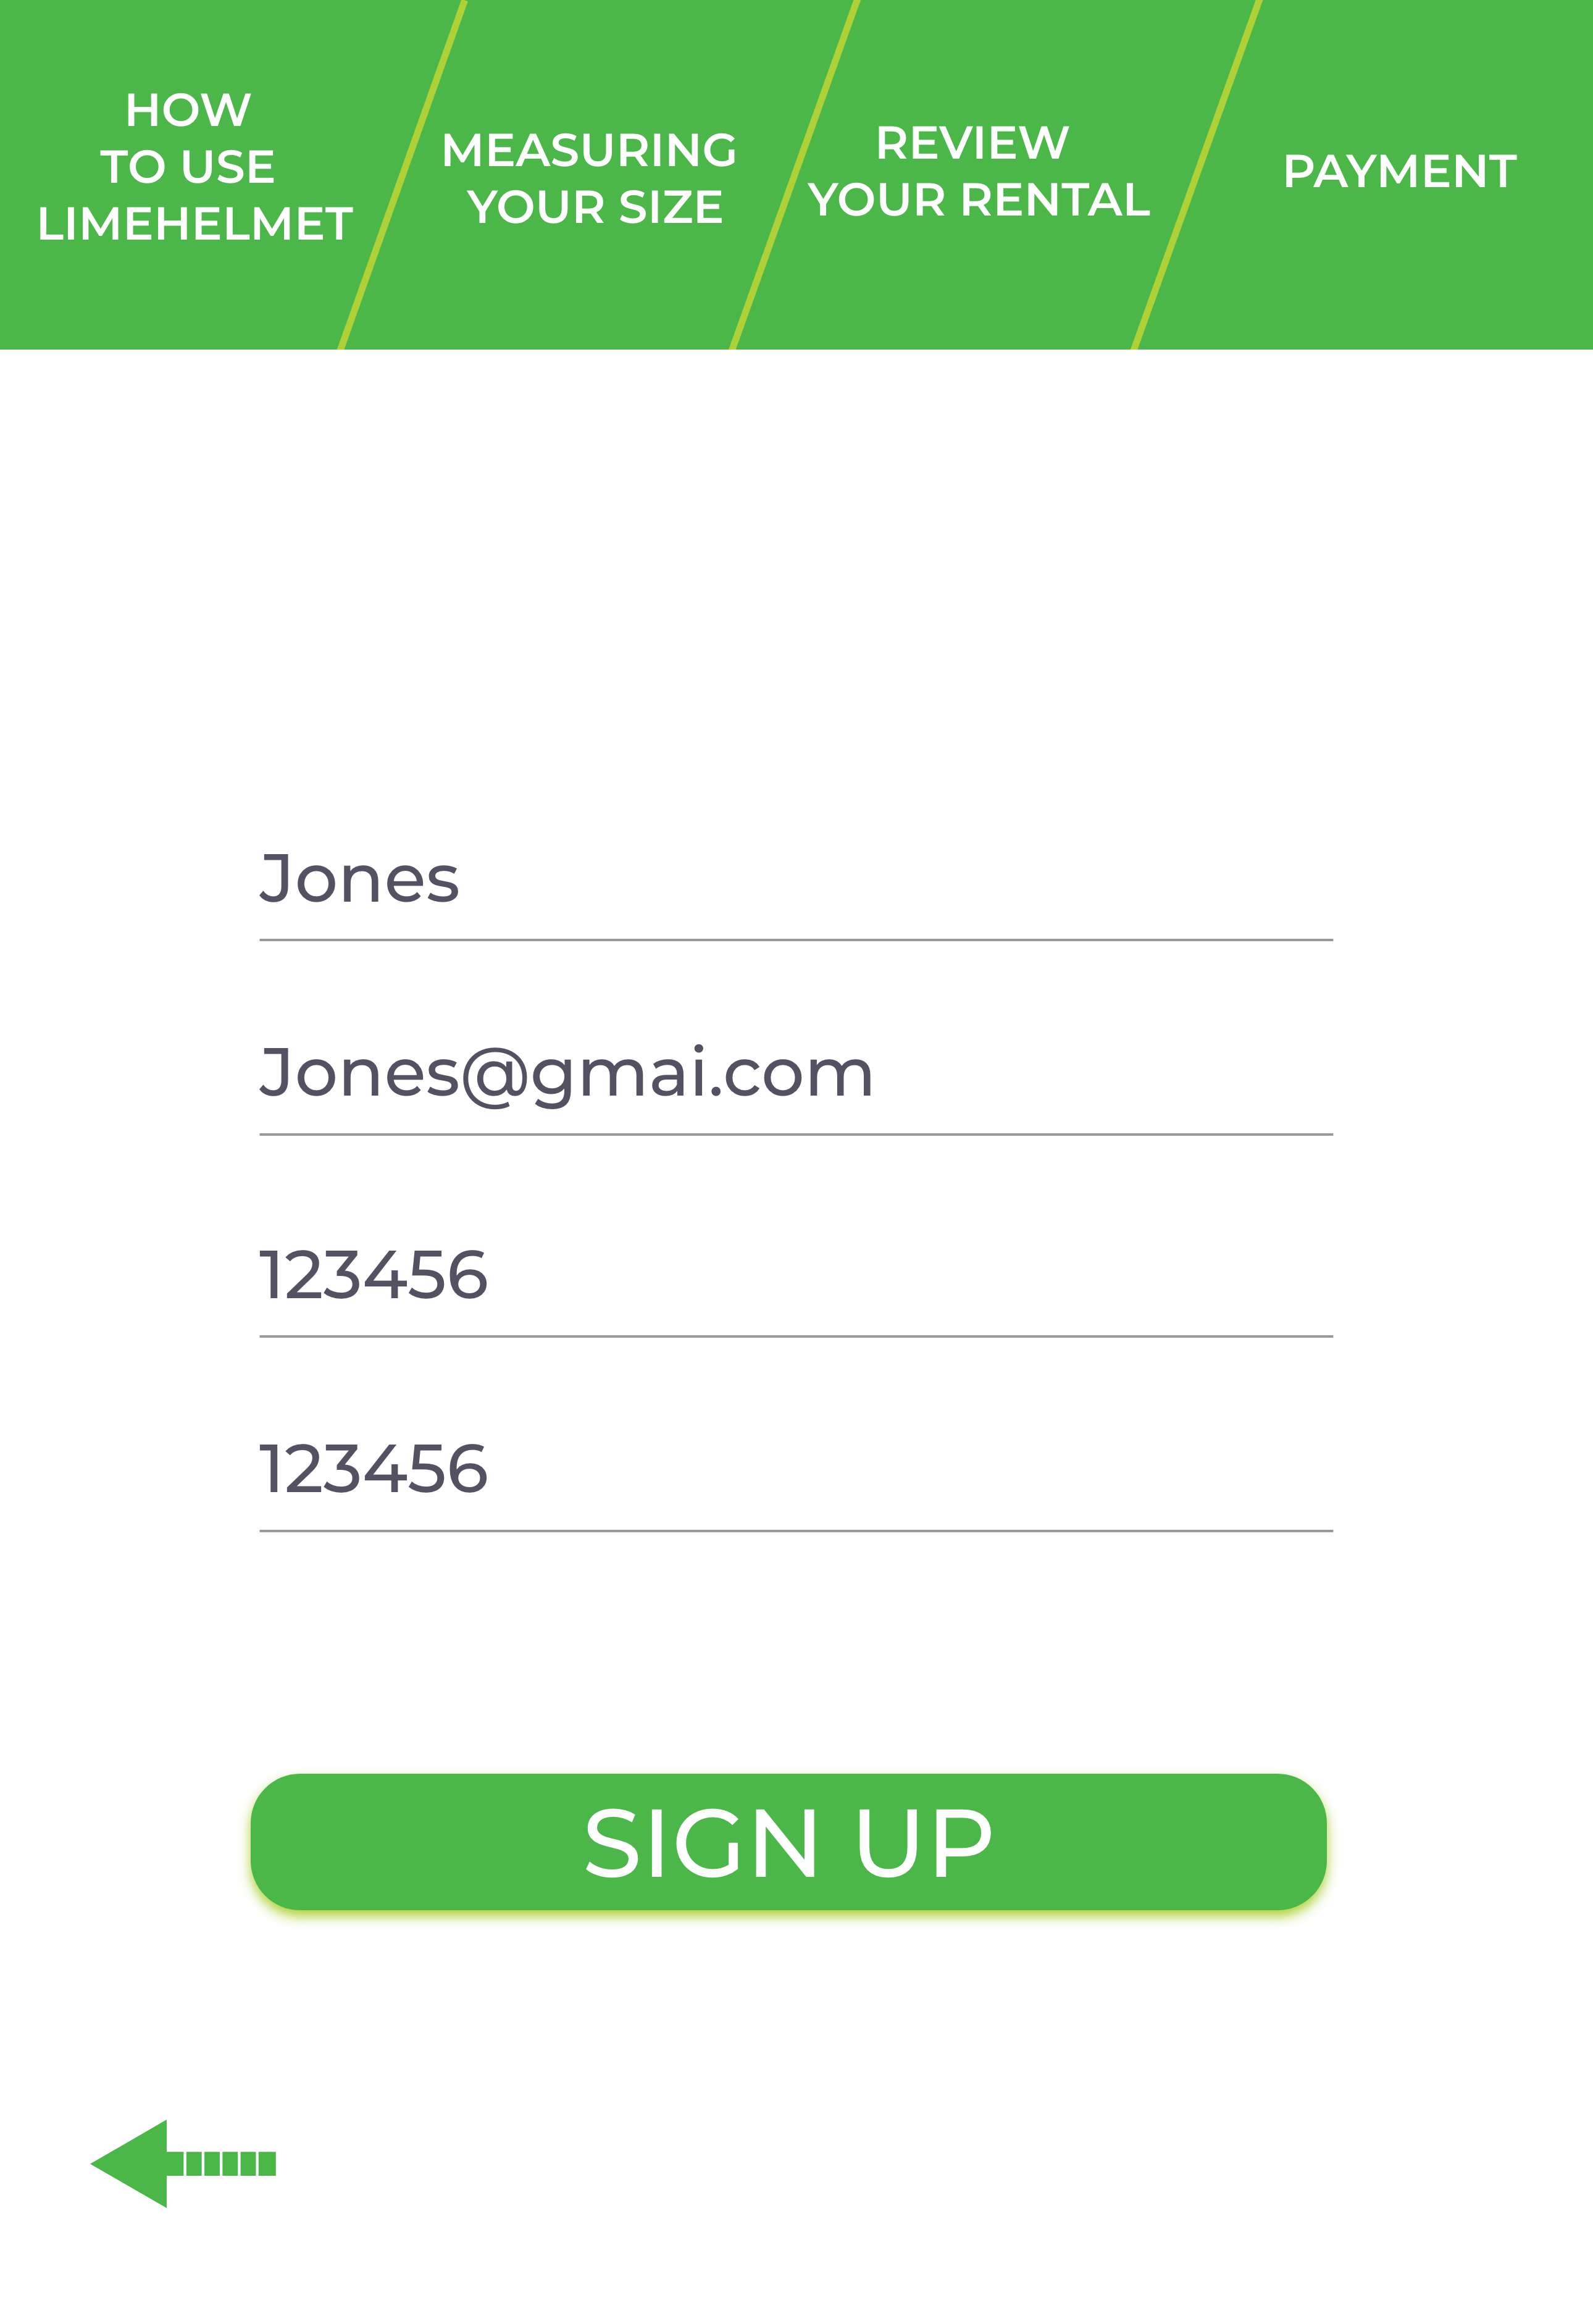 HOW
TO USE
LIMEHELMET
MEASURING
YOUR SIZE
REVIEW
YOUR RENTAL
PAYMENT
Jones
Jones@gmai.com
123456
123456
SIGN UP